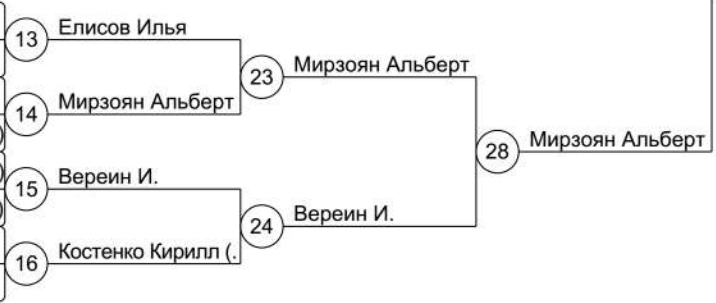 13 Елисов Илья
23 Мирзоян Альберт
14 Мирзоян Альберт
28 Мирзоян Альберт
15 Вереин И.
24 Вереин И.
16 Костенко Кирилл (.